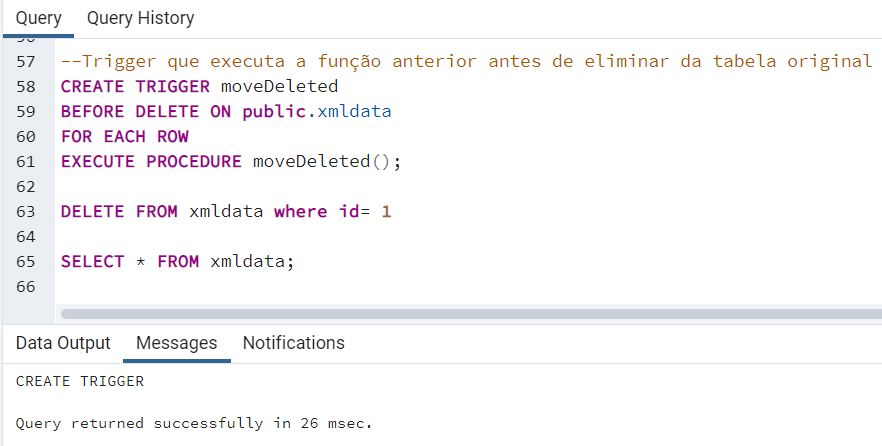 Query Query History
57 --Trigger que executa a função anterior antes de eliminar da tabela original
58 CREATE TRIGGER moveDeleted
59 BEFORE DELETE ON public.xmldata
60 FOR EACH ROW
61 EXECUTE PROCEDURE moveDeleted();
62
63 DELETE FROM xmldata where id= 1
64
65 SELECT * FROM xmldata;
66
Data Output Messages Notifications
CREATE TRIGGER
Query returned successfully in 26 msec.